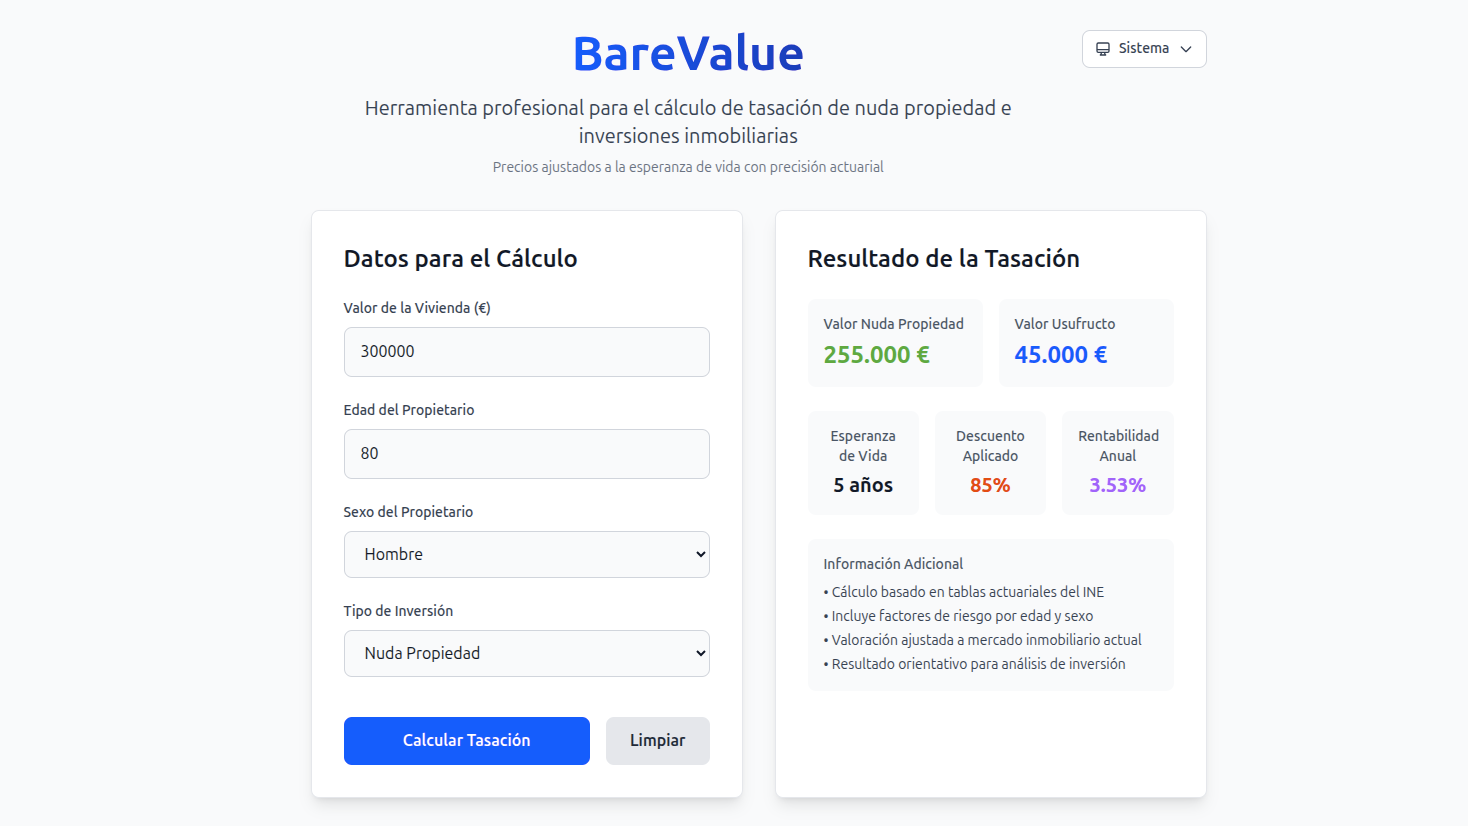 BareValue
Sistema
Herramienta profesional para el cálculo de tasación de nuda propiedad e
inversiones inmobiliarias
Precios ajustados a la esperanza de vida con precisión actuarial
Datos para el Cálculo
Valor de la Vivienda (€)
300000
Edad del Propietario
80
Sexo del Propietario
Hombre
Tipo de Inversión
Nuda Propiedad
Calcular Tasación
Limpiar
Resultado de la Tasación
Valor Nuda Propiedad
255.000 €
Valor Usufructo
45.000 €
Esperanza
de Vida
5 años
Descuento
Aplicado
85%
Rentabilidad
Anual
3.53%
Información Adicional
• Cálculo basado en tablas actuariales del INE
• Incluye factores de riesgo por edad y sexo
• Valoración ajustada a mercado inmobiliario actual
• Resultado orientativo para análisis de inversión